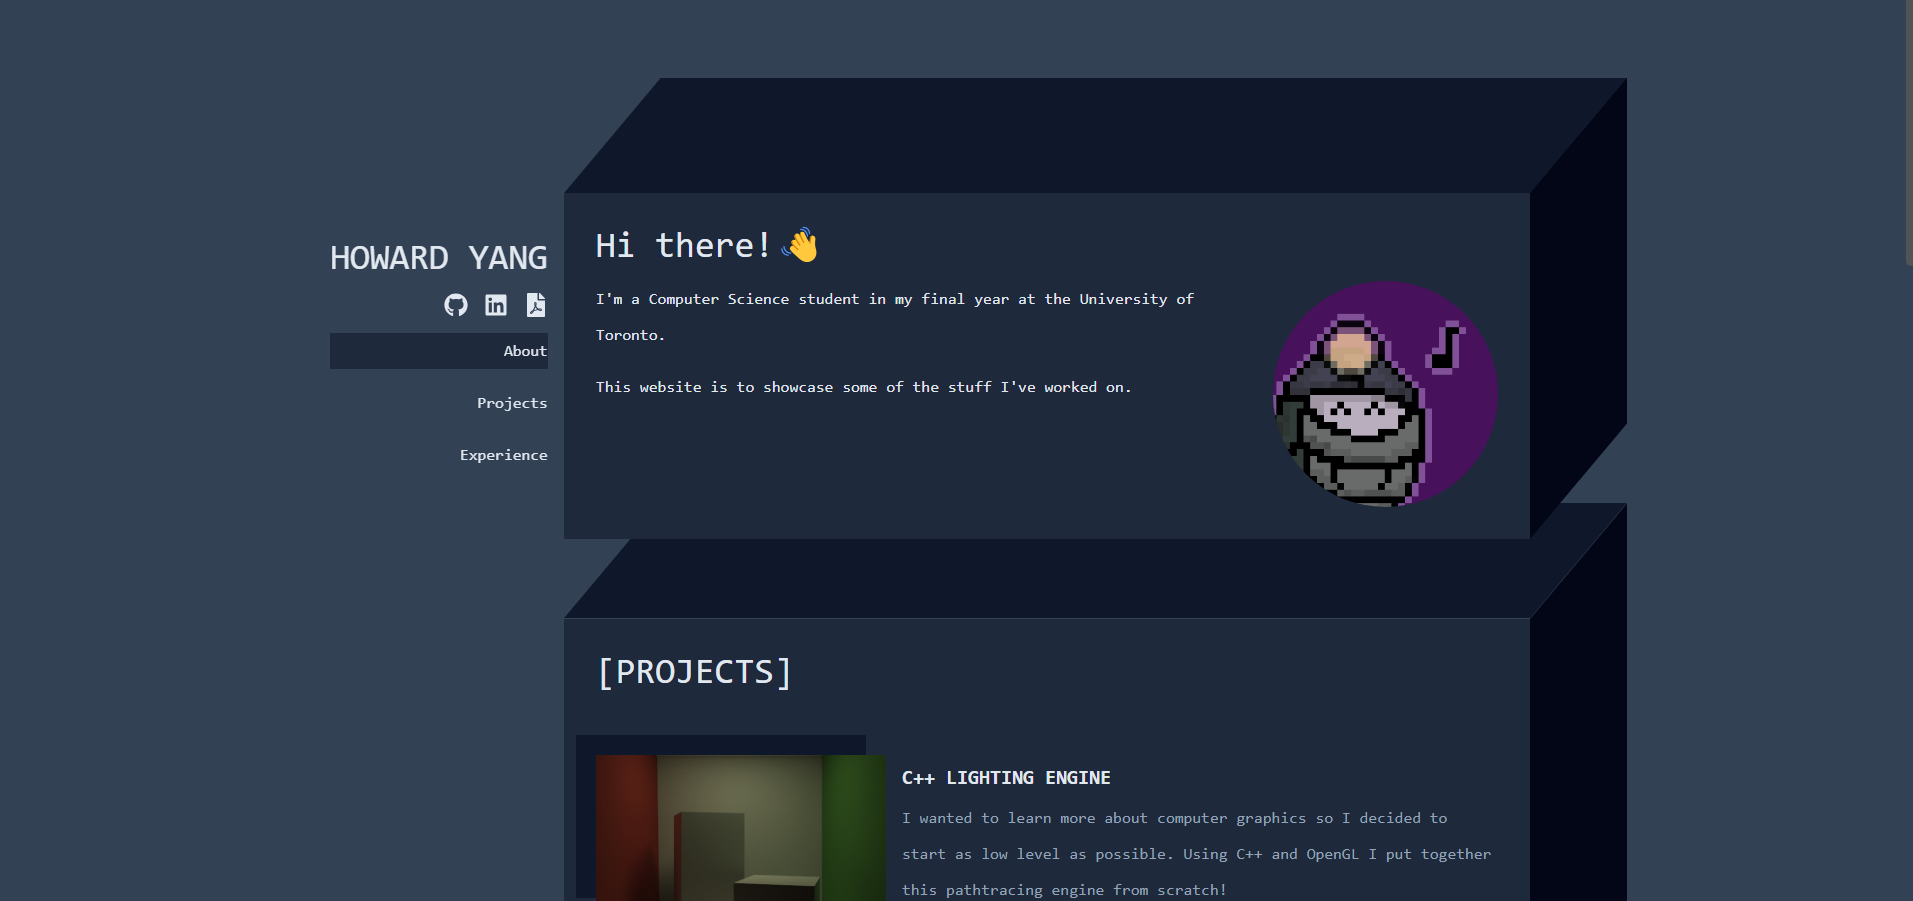 HOWARD YANG
in
About
Projects
Experience
Hi there!👋
I'm a Computer Science student in my final year at the University of
Toronto.
This website is to showcase some of the stuff I've worked on.
[PROJECTS]
C++ LIGHTING ENGINE
I wanted to learn more about computer graphics so I decided to
start as low level as possible. Using C++ and OpenGL I put together
this pathtracing engine from scratch!